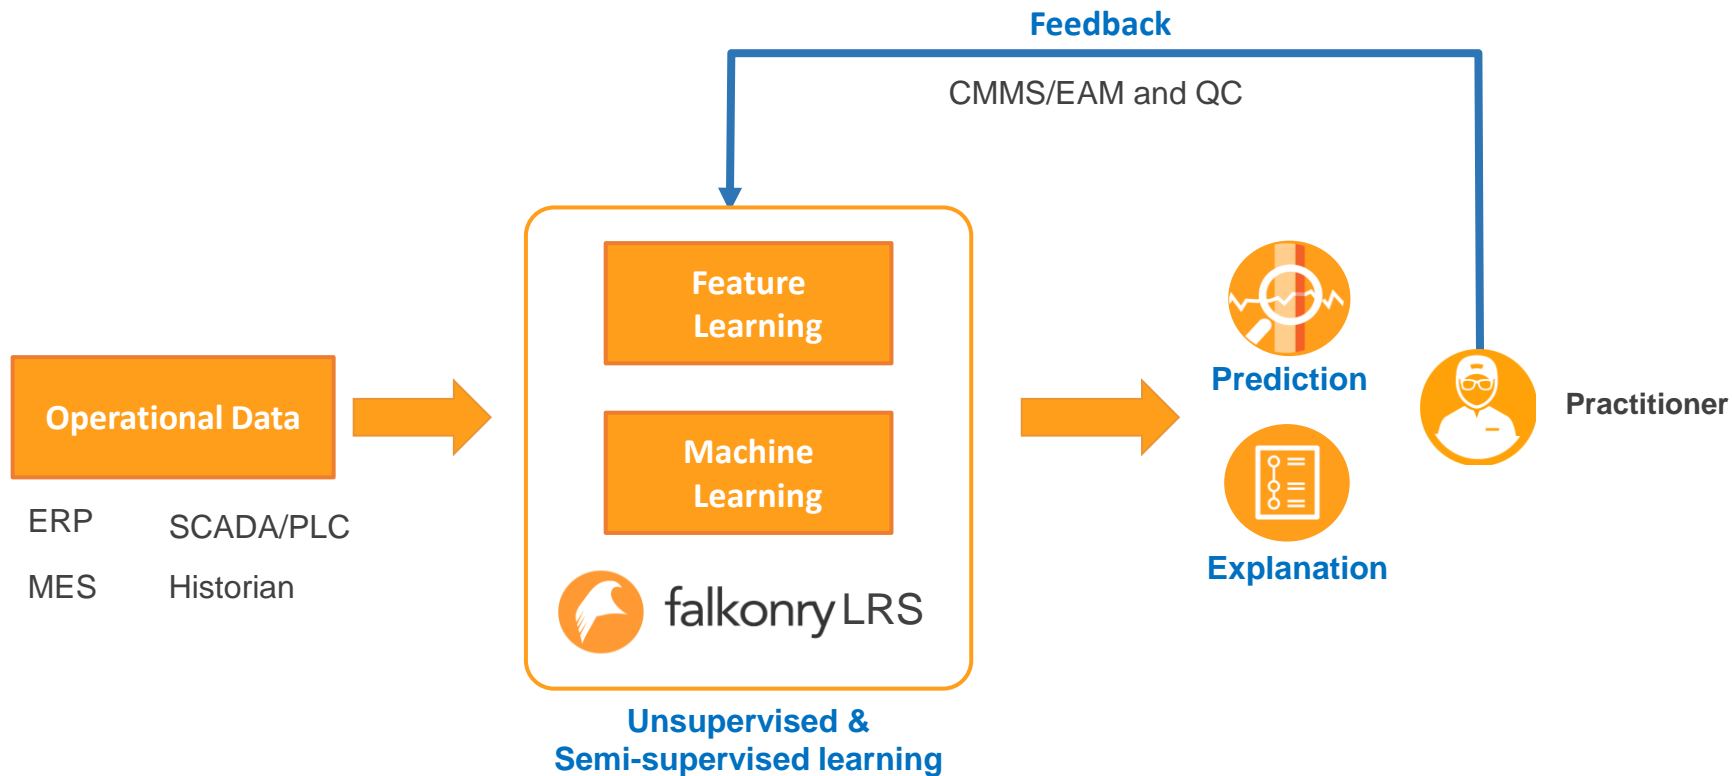 Feedback
CMMS/EAM and QC
Operational Data
ERP
SCADA/PLC
MES
Historian
Feature
Learning
Machine
Learning
falkonry LRS
Unsupervised &
Semi-supervised learning
Prediction
Explanation
Practitioner